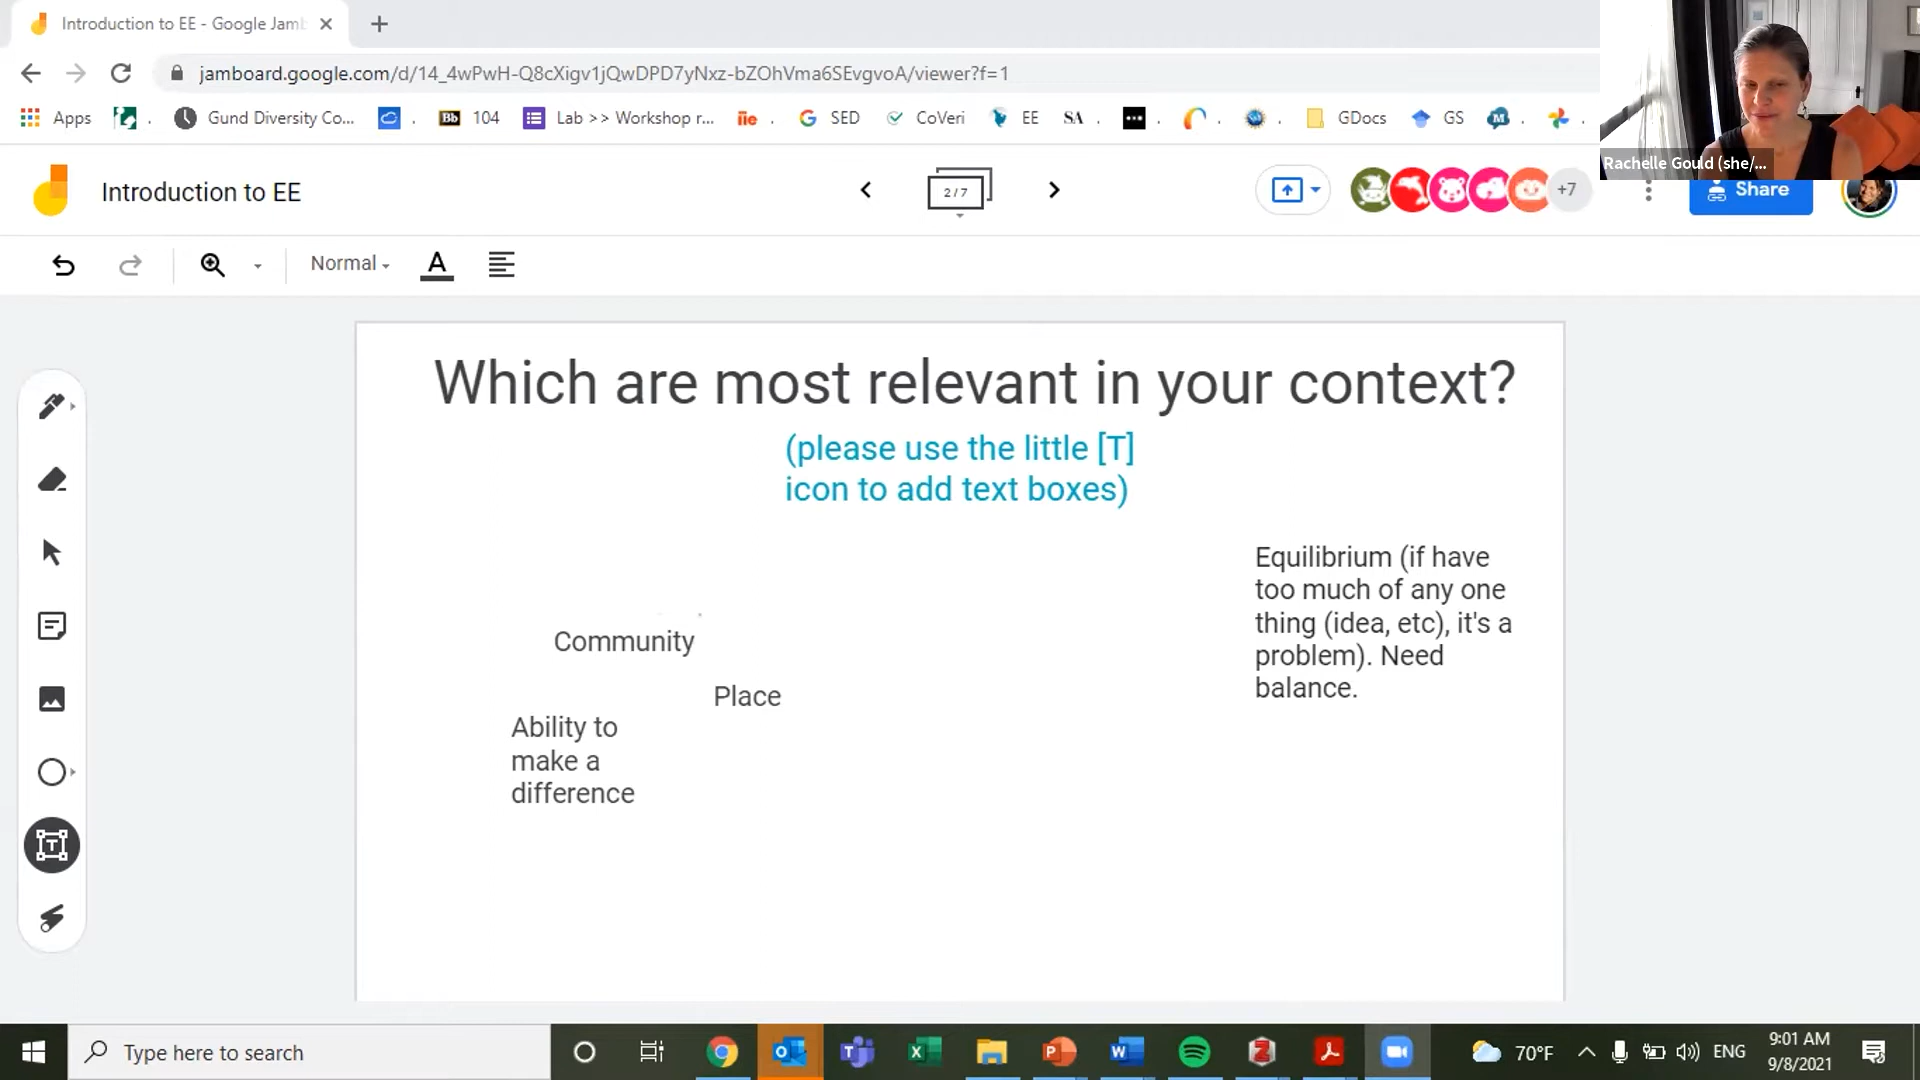 Introduction to EE - Google Jamb
jamboard.google.com/d/14_4wPwH-Q8cXigv1jQwDPD7yNxz-bZOhVma6SEvgvoA/viewer?f=1
Apps . Gund Diversity Co... . Bb 104 Lab >> Workshop r... iie . G SED CoVeri EE SA . ... . . . GDocs GS M . .
Rachelle Gould (she/...
Introduction to EE
2 / 7
+7
Share
Normal
A
Which are most relevant in your context?
(please use the little [T]
icon to add text boxes)
Equilibrium (if have
too much of any one
thing (idea, etc), it's a
problem). Need
balance.
Community
Place
Ability to
make a
difference
T
Type here to search
70°F
ENG
9:01 AM
9/8/2021